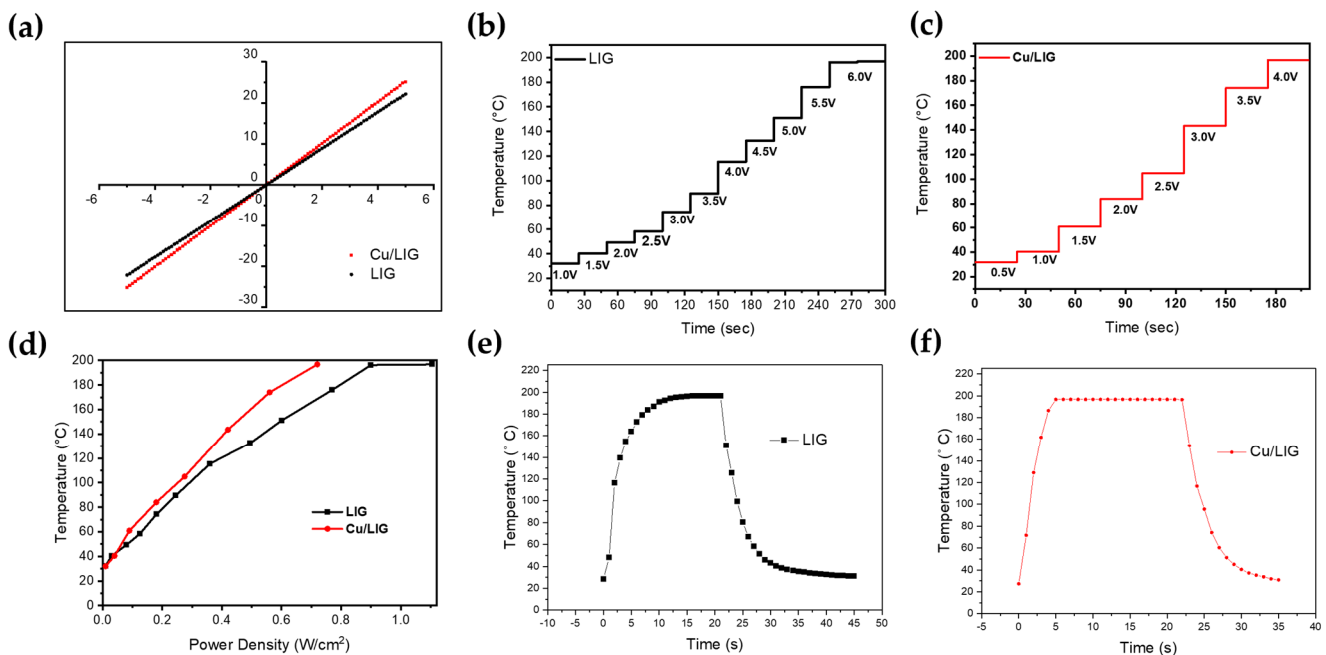 (a)
30
20
10
0
-10
-20
-30
-6
-4
-2
0
2
4
6
Cu/LIG
LIG
(b)
LIG
Temperature (°C)
200
180
160
140
120
100
80
60
40
20
1.0V
1.5V
2.0V
2.5V
3.0V
3.5V
4.0V
4.5V
5.0V
5.5V
6.0V
0 30 60 90 120 150 180 210 240 270 300
Time (sec)
(c)
Cu/LIG
Temperature (°C)
200
180
160
140
120
100
80
60
40
20
0.5V
1.0V
1.5V
2.0V
2.5V
3.0V
3.5V
4.0V
0 30 60 90 120 150 180
Time (sec)
(d)
Temperature (°C)
200
180
160
140
120
100
80
60
40
20
0
LIG
Cu/LIG
0.0 0.2 0.4 0.6 0.8 1.0
Power Density (W/cm²)
(e)
Temperature (°C)
220
200
180
160
140
120
100
80
60
40
20
0
LIG
-10 -5 0 5 10 15 20 25 30 35 40 45 50
Time (s)
(f)
Temperature (°C)
220
200
180
160
140
120
100
80
60
40
20
0
Cu/LIG
-5 0 5 10 15 20 25 30 35 40
Time (s)